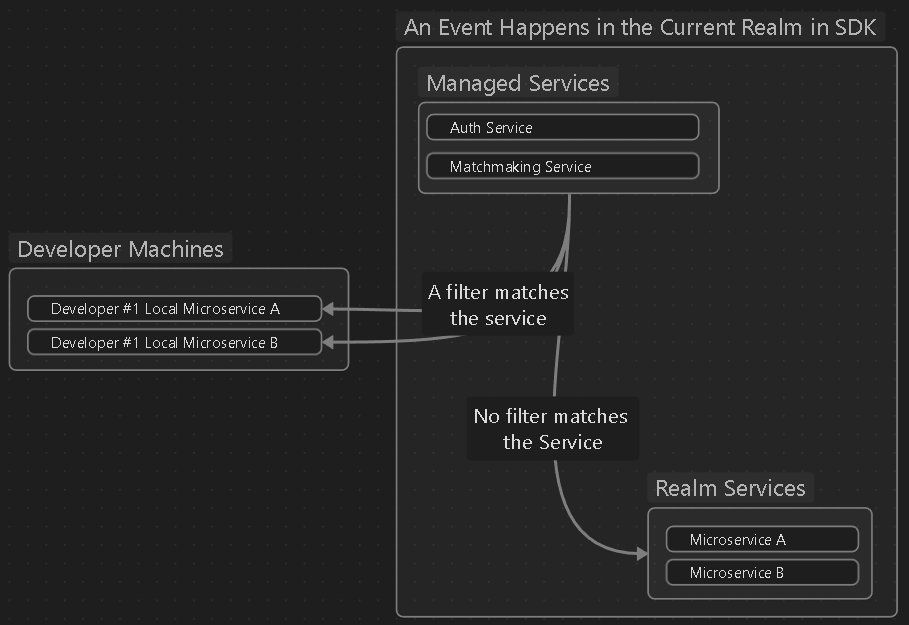 An Event Happens in the Current Realm in SDK
Managed Services
Auth Service
Matchmaking Service
Developer Machines
Developer #1 Local Microservice A
Developer #1 Local Microservice B
A filter matches
the service
No filter matches
the Service
Realm Services
Microservice A
Microservice B